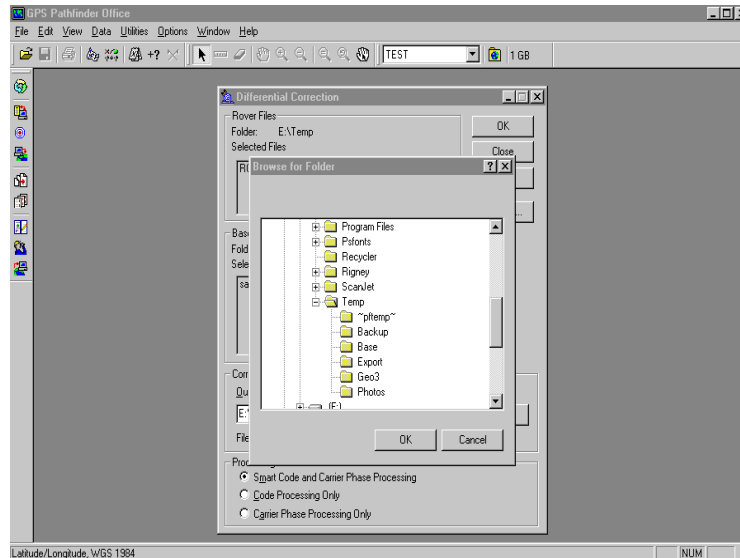 GPS Pathfinder Office
File Edit View Data Utilities Options Window Help
+? TEST 1 GB
Differential Correction
Rover Files
Folder: E:\Temp
Selected Files
OK
Close
Browse for Folder
Program Files
Psfonts
Recycler
Rigney
ScanJet
Temp
~pftemp~
Backup
Base
Export
Geo3
Photos
(F:)
OK Cancel
Smart Code and Carrier Phase Processing
Code Processing Only
Carrier Phase Processing Only
Latitude/Longitude, WGS 1984 NUM